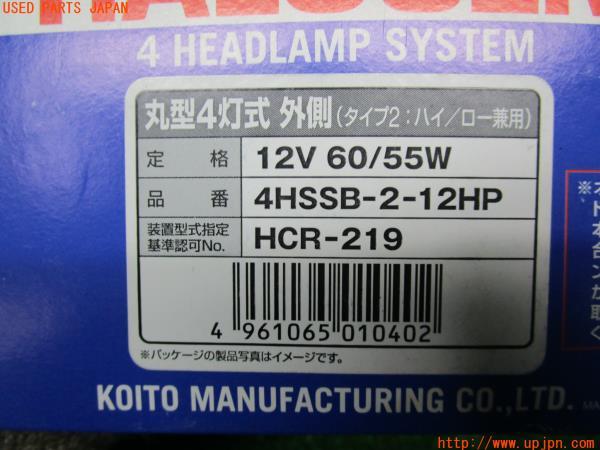 USED PARTS JAPAN
4 HEADLAMP SYSTEM
丸型4灯式 外側(タイプ2:ハイ/ロー兼用)
定 格 12V 60/55W
品 番 4HSSB-2-12HP
装置型式指定
基準認可No. HCR-219
4 961065 010402
※パッケージの製品写真はイメージです。
KOITO MANUFACTURING CO.,LTD.
http://www.upjpn.com/